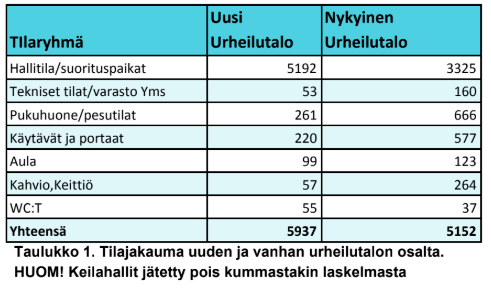 TIlaryhmä Uusi Urheilutalo Nykyinen Urheilutalo
Hallitila/suorituspaikat 5192 3325
Tekniset tilat/varasto Yms 53 160
Pukuhuone/pesutilat 261 666
Käytävät ja portaat 220 577
Aula 99 123
Kahvio,Keittiö 57 264
WC:T 55 37
Yhteensä 5937 5152
Taulukko 1. Tilajakauma uuden ja vanhan urheilutalon osalta.
HUOM! Keilahallit jätetty pois kummastakin laskelmasta